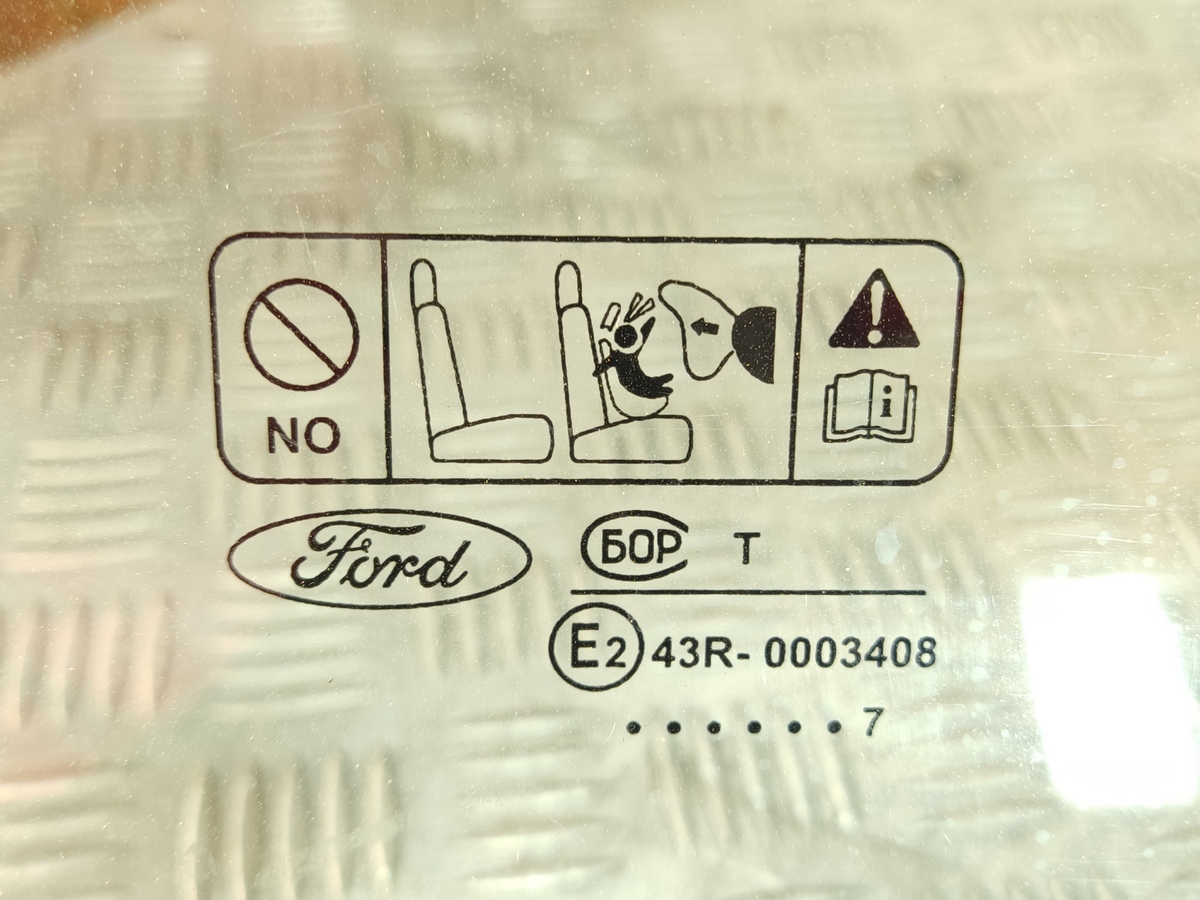 NO
i
Ford
БОР T
E2 43R- 0003408
......7